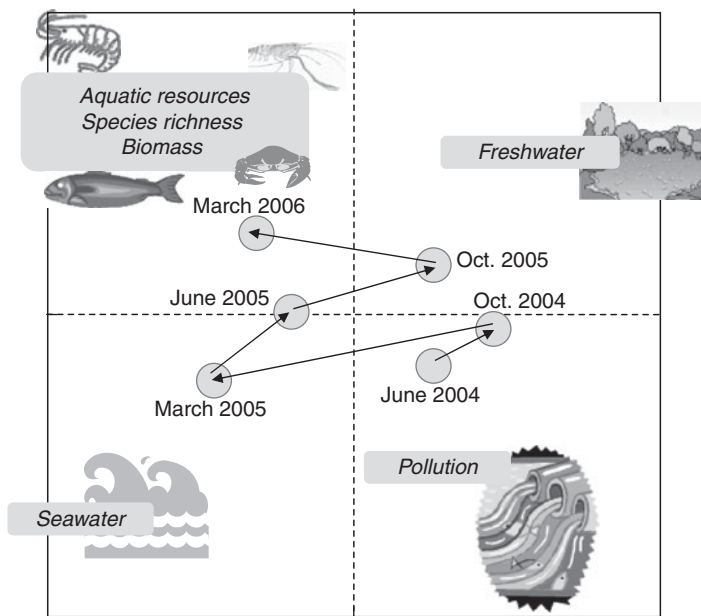 Aquatic resources
Species richness
Biomass
Freshwater
March 2006
Oct. 2005
June 2005
Oct. 2004
March 2005
June 2004
Pollution
Seawater